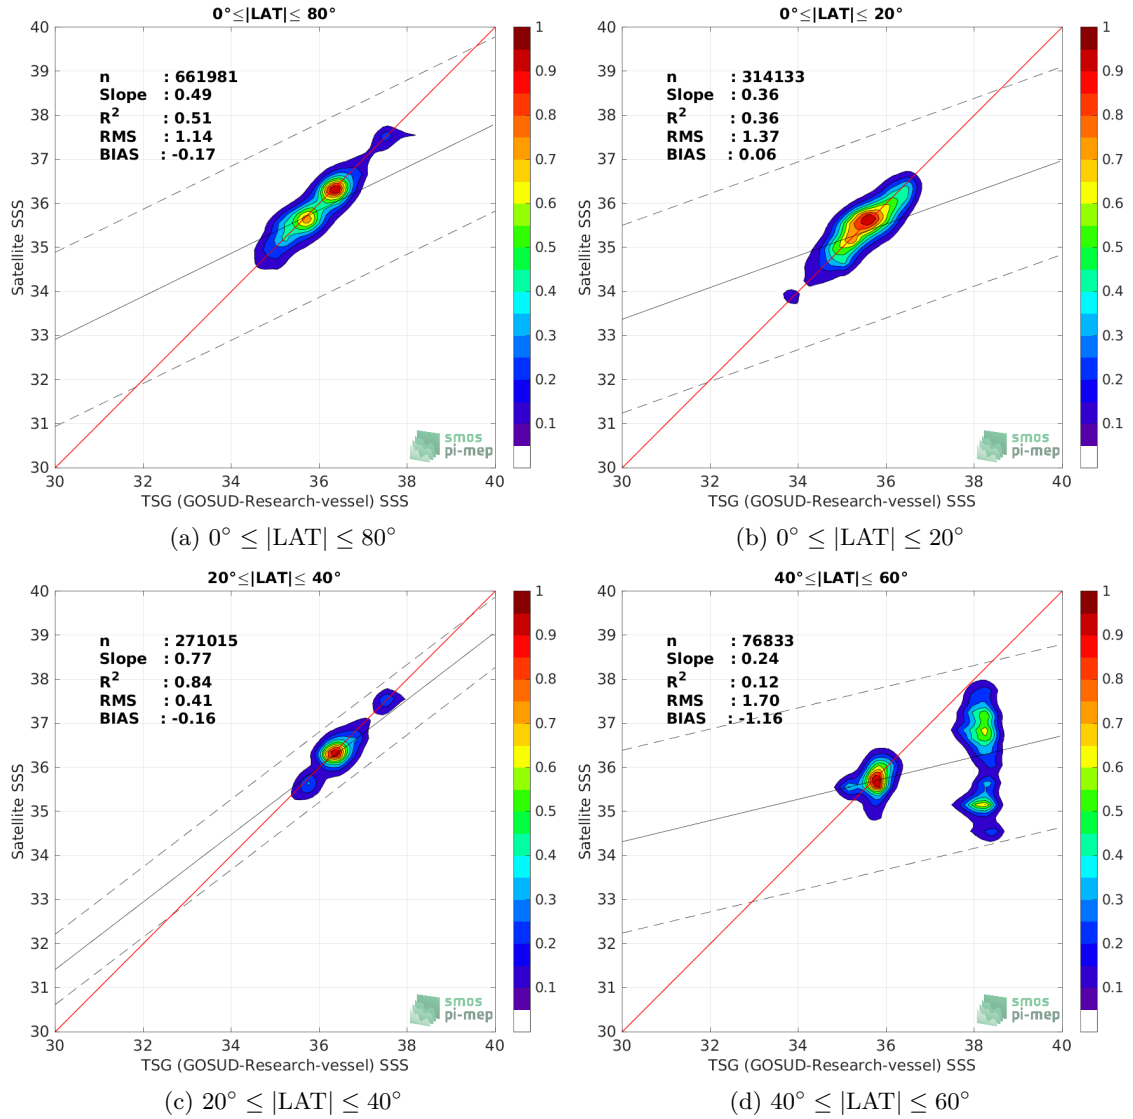 0°≤|LAT|≤ 80°
40
39
38
37
36
35
34
33
32
31
30
30
32
34
36
38
40
Satellite SSS
TSG (GOSUD-Research-vessel) SSS
n : 661981
Slope : 0.49
R² : 0.51
RMS : 1.14
BIAS : -0.17
1
0.9
0.8
0.7
0.6
0.5
0.4
0.3
0.2
0.1
smos
pi-mep
(a) 0° ≤ |LAT| ≤ 80°
0°≤|LAT|≤ 20°
40
39
38
37
36
35
34
33
32
31
30
30
32
34
36
38
40
Satellite SSS
TSG (GOSUD-Research-vessel) SSS
n : 314133
Slope : 0.36
R² : 0.36
RMS : 1.37
BIAS : 0.06
1
0.9
0.8
0.7
0.6
0.5
0.4
0.3
0.2
0.1
smos
pi-mep
(b) 0° ≤ |LAT| ≤ 20°
20°≤|LAT|≤ 40°
40
39
38
37
36
35
34
33
32
31
30
30
32
34
36
38
40
Satellite SSS
TSG (GOSUD-Research-vessel) SSS
n : 271015
Slope : 0.77
R² : 0.84
RMS : 0.41
BIAS : -0.16
1
0.9
0.8
0.7
0.6
0.5
0.4
0.3
0.2
0.1
smos
pi-mep
(c) 20° ≤ |LAT| ≤ 40°
40°≤|LAT|≤ 60°
40
39
38
37
36
35
34
33
32
31
30
30
32
34
36
38
40
Satellite SSS
TSG (GOSUD-Research-vessel) SSS
n : 76833
Slope : 0.24
R² : 0.12
RMS : 1.70
BIAS : -1.16
1
0.9
0.8
0.7
0.6
0.5
0.4
0.3
0.2
0.1
smos
pi-mep
(d) 40° ≤ |LAT| ≤ 60°